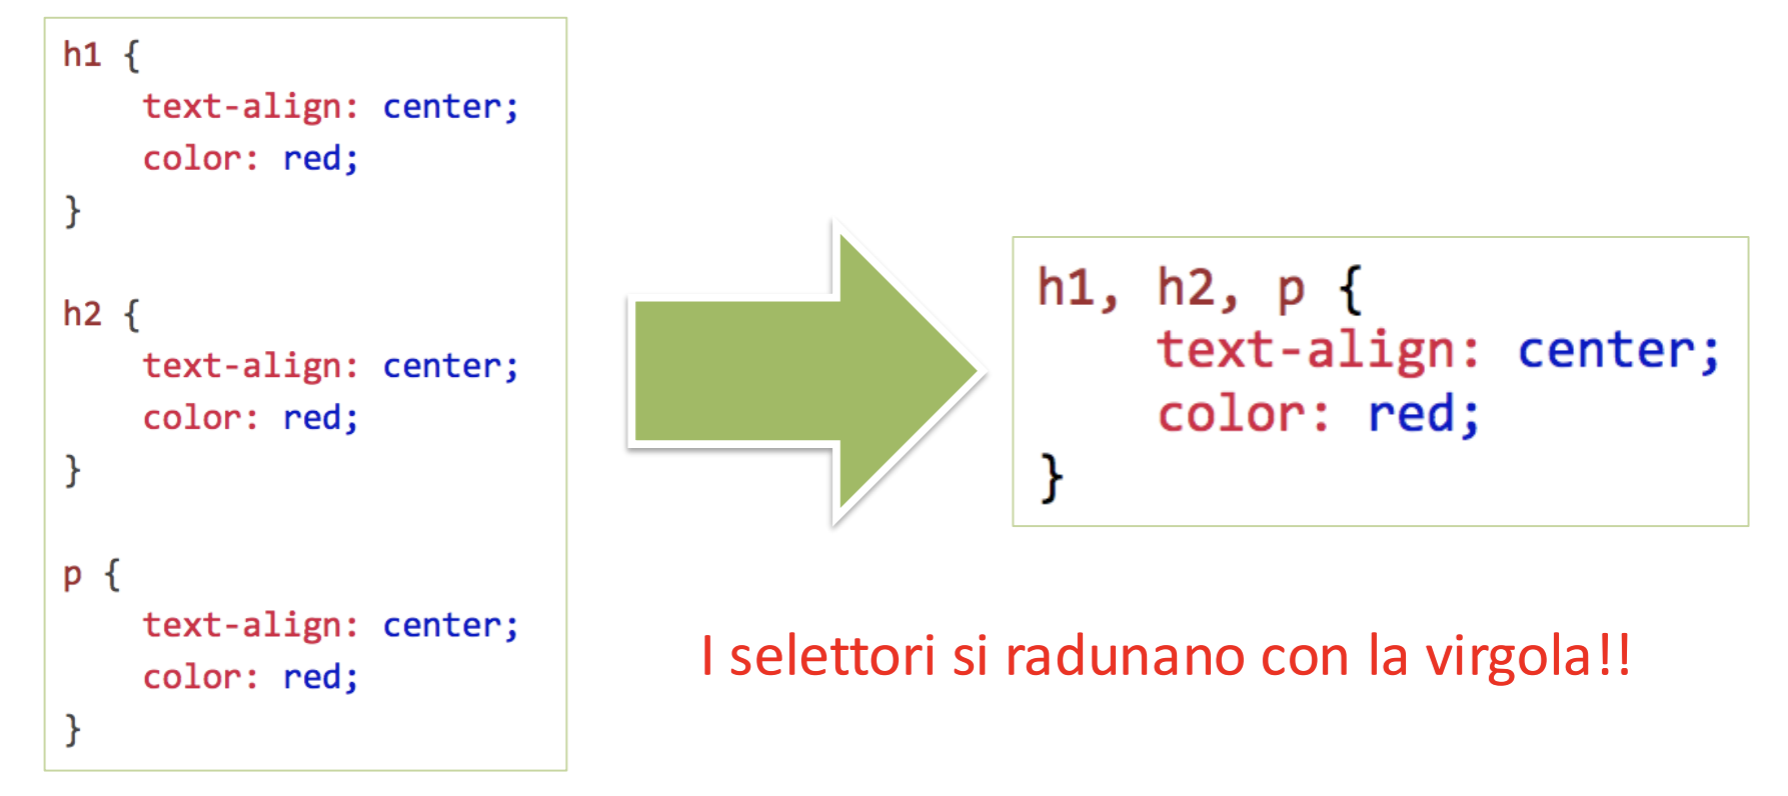 h1 {
    text-align: center;
    color: red;
}
h2 {
    text-align: center;
    color: red;
}
p {
    text-align: center;
    color: red;
}
h1, h2, p {
    text-align: center;
    color: red;
}
I selettori si radunano con la virgola!!